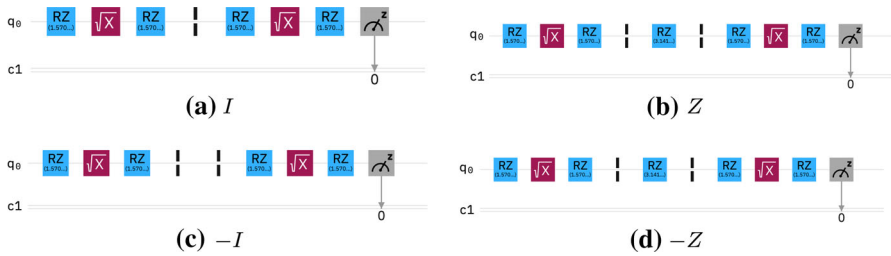 q₀ RZ (1.570...) √X RZ (1.570...) RZ (1.570...) √X RZ (1.570...) z
c1 0
(a) I
q₀ RZ (1.570...) √X RZ (1.570...) RZ (3.141...) RZ (1.570...) √X RZ (1.570...) z
c1 0
(b) Z
q₀ RZ (1.570...) √X RZ (1.570...) RZ (1.570...) √X RZ (1.570...) z
c1 0
(c) −I
q₀ RZ (1.570...) √X RZ (1.570...) RZ (3.141...) RZ (1.570...) √X RZ (1.570...) z
c1 0
(d) −Z